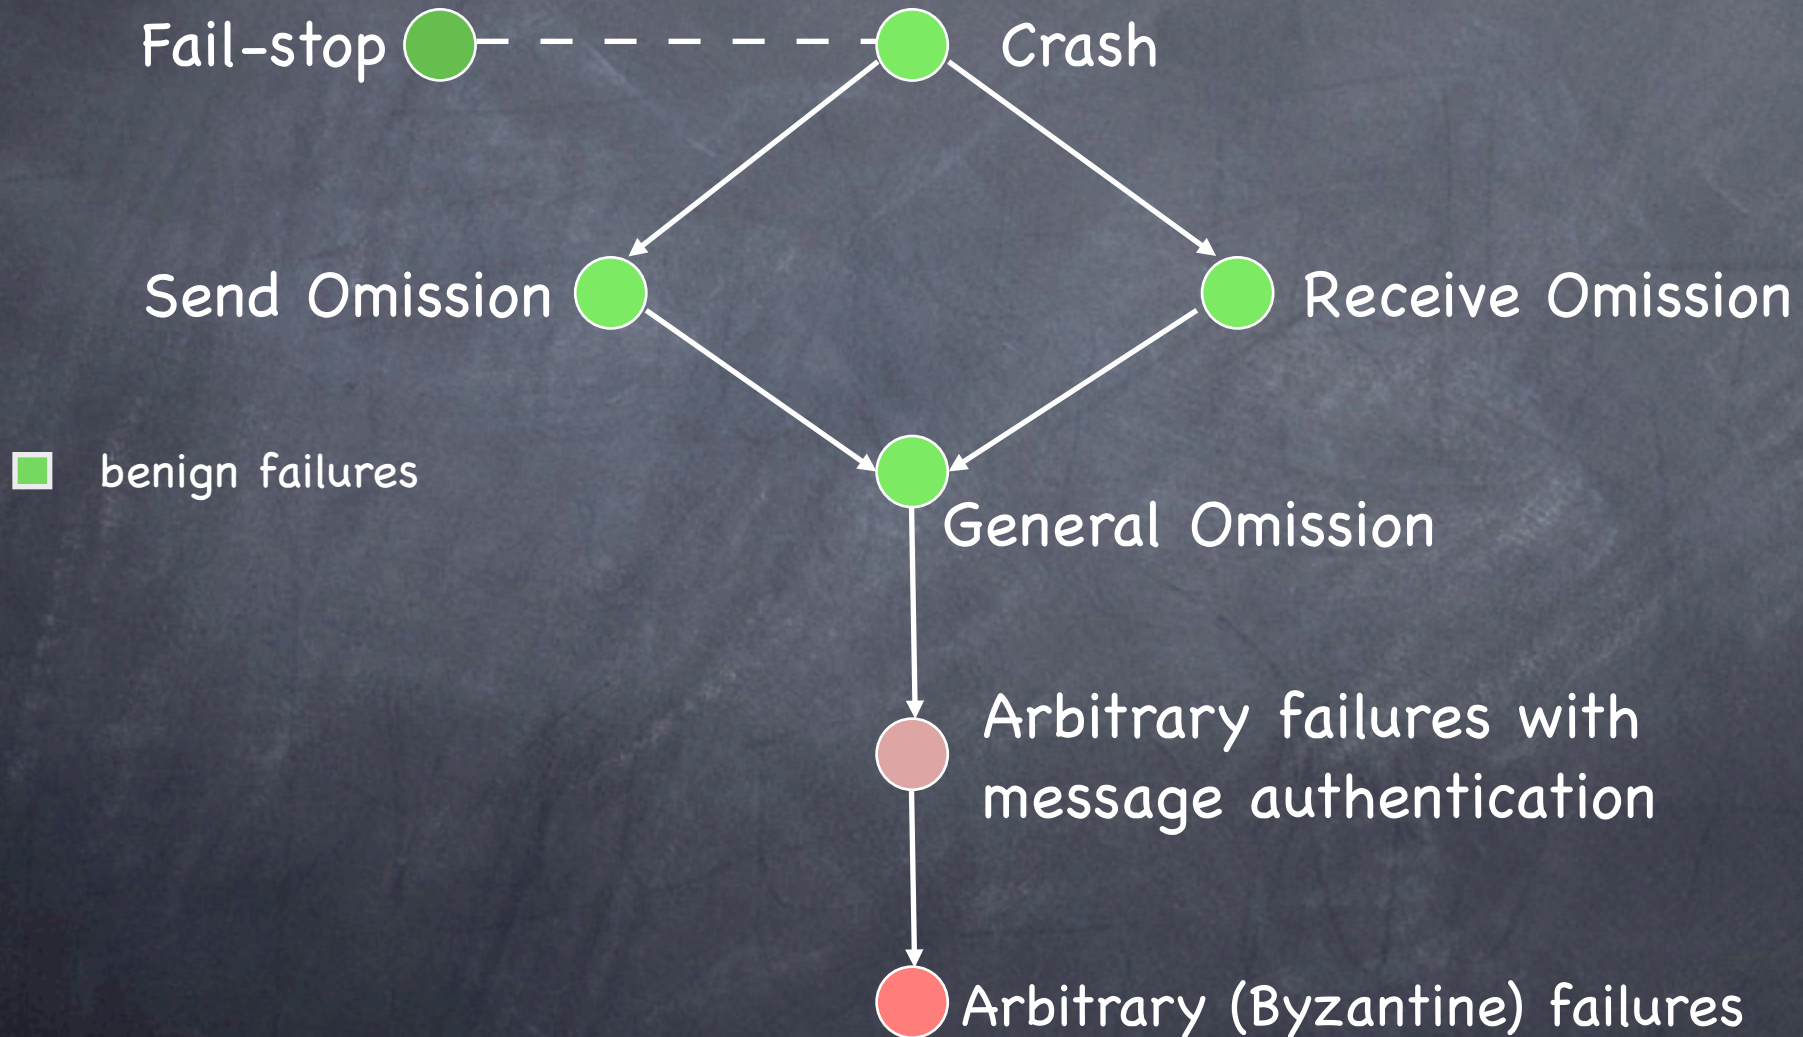 Fail-stop
Crash
Send Omission
Receive Omission
benign failures
General Omission
Arbitrary failures with
message authentication
Arbitrary (Byzantine) failures